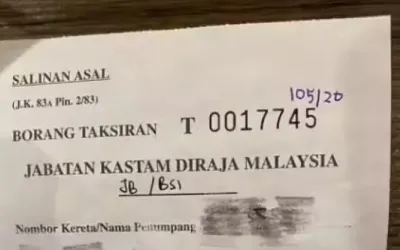 SALINAN ASAL
(J.K. 83A Pin. 2/83)
105/20
BORANG TAKSIRAN T 0017745
JABATAN KASTAM DIRAJA MALAYSIA
JB / BSI
Nombor Kereta/Nama Penumpang